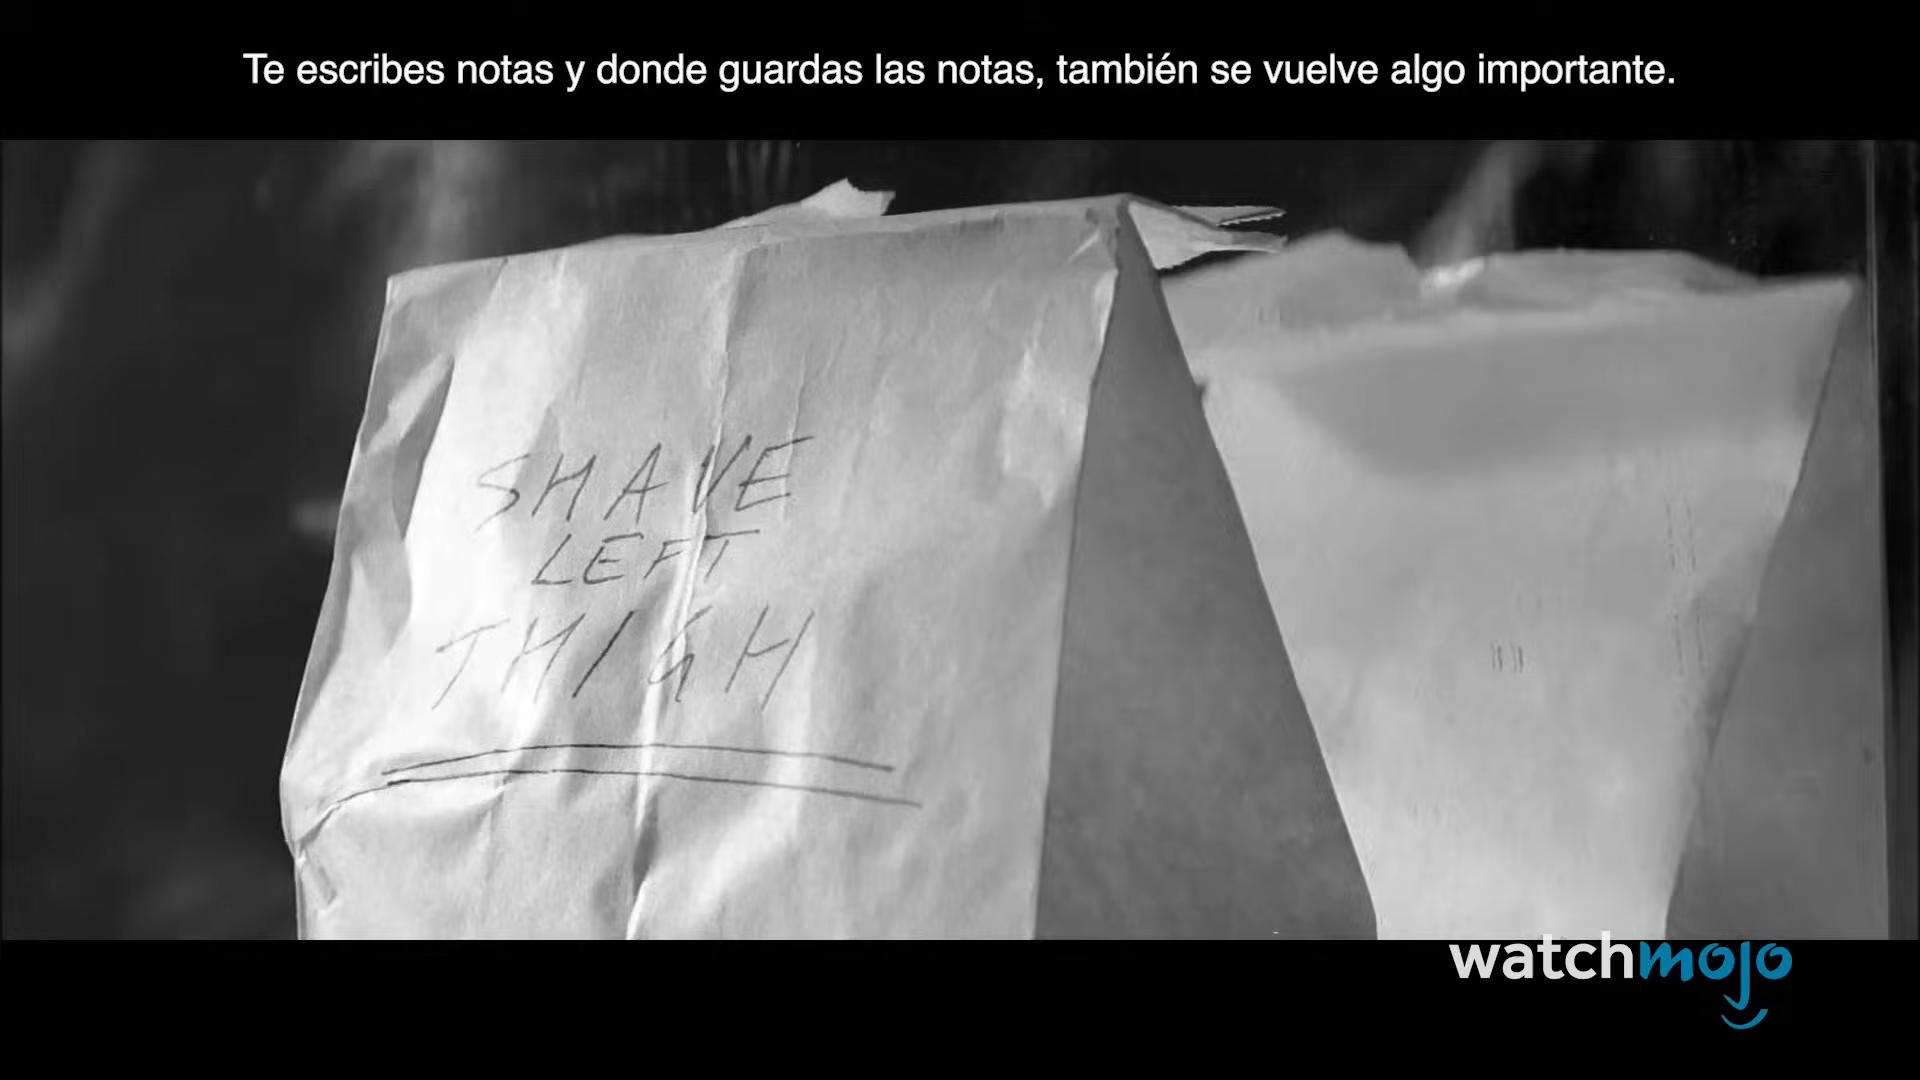 Te escribes notas y donde guardas las notas, también se vuelve algo importante.
SHAVE
LEFT
THIGH
watchmojo